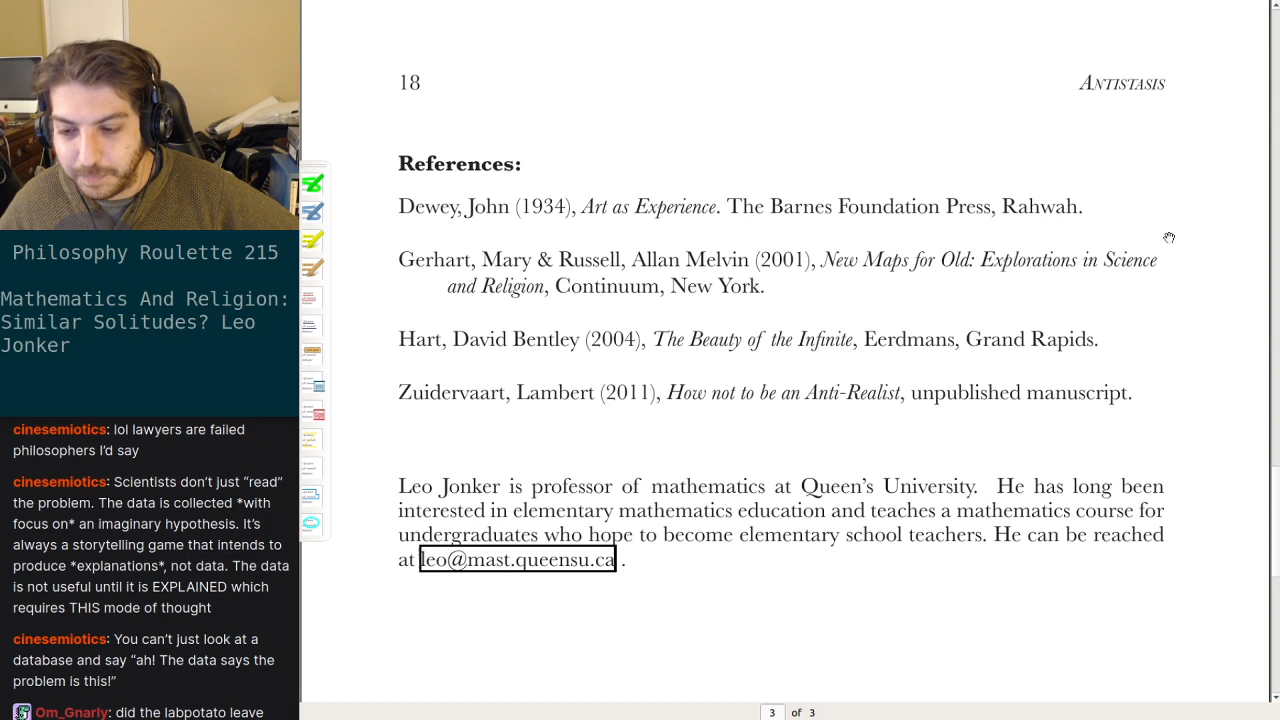 18
ANTISTASIS
References:
Dewey, John (1934), Art as Experience. The Barnes Foundation Press, Rahwah.
Gerhart, Mary & Russell, Allan Melvin (2001), New Maps for Old: Explorations in Science
and Religion, Continuum, New York.
Hart, David Bentley (2004), The Beauty of the Infinite, Eerdmans, Grand Rapids.
Zuidervaart, Lambert (2011), How not to be an Anti-Realist, unpublished manuscript.
Leo Jonker is professor of mathematics at Queen's University. He has long been
interested in elementary mathematics education and teaches a mathematics course for
undergraduates who hope to become elementary school teachers. He can be reached
at leo@mast.queensu.ca .
3 of 3
Philosophy Roulette 215
Mathematics And Religion:
Similar Solitudes? Leo
Jonker
cinesemiotics: lol lawyers are failed
philosophers I'd say
cinesemiotics: Scientists don't just "read"
the problem. The data is collected *with
focus on* an imaginary hypothesis. It's
always a storytelling game that intends to
produce *explanations*, not data. The data
is not useful until it is EXPLAINED which
requires THIS mode of thought
cinesemiotics: You can't just look at a
database and say "ah! The data says the
problem is this!"
Om_Gnarly: did the labpotato leave